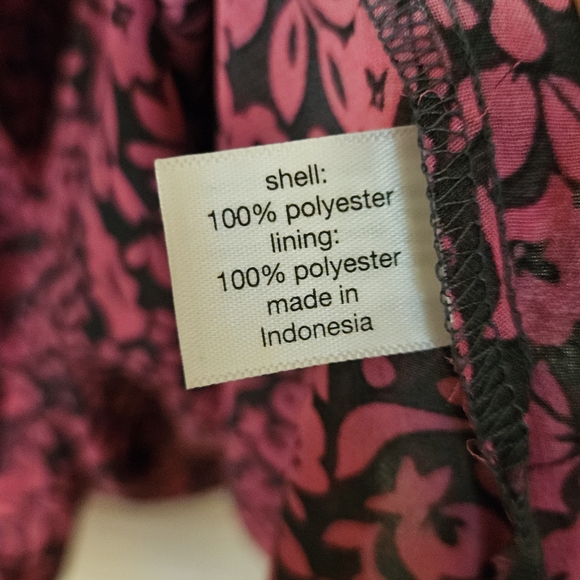 shell:
100% polyester
lining:
100% polyester
made in
Indonesia